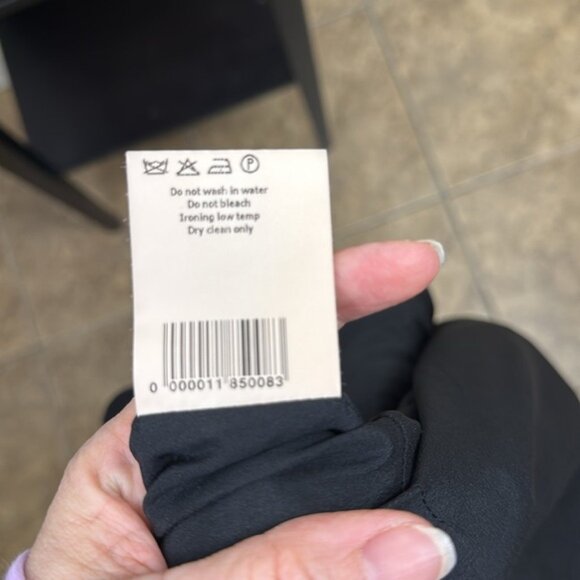 P
Do not wash in water
Do not bleach
Ironing low temp
Dry clean only
0 000011 850083